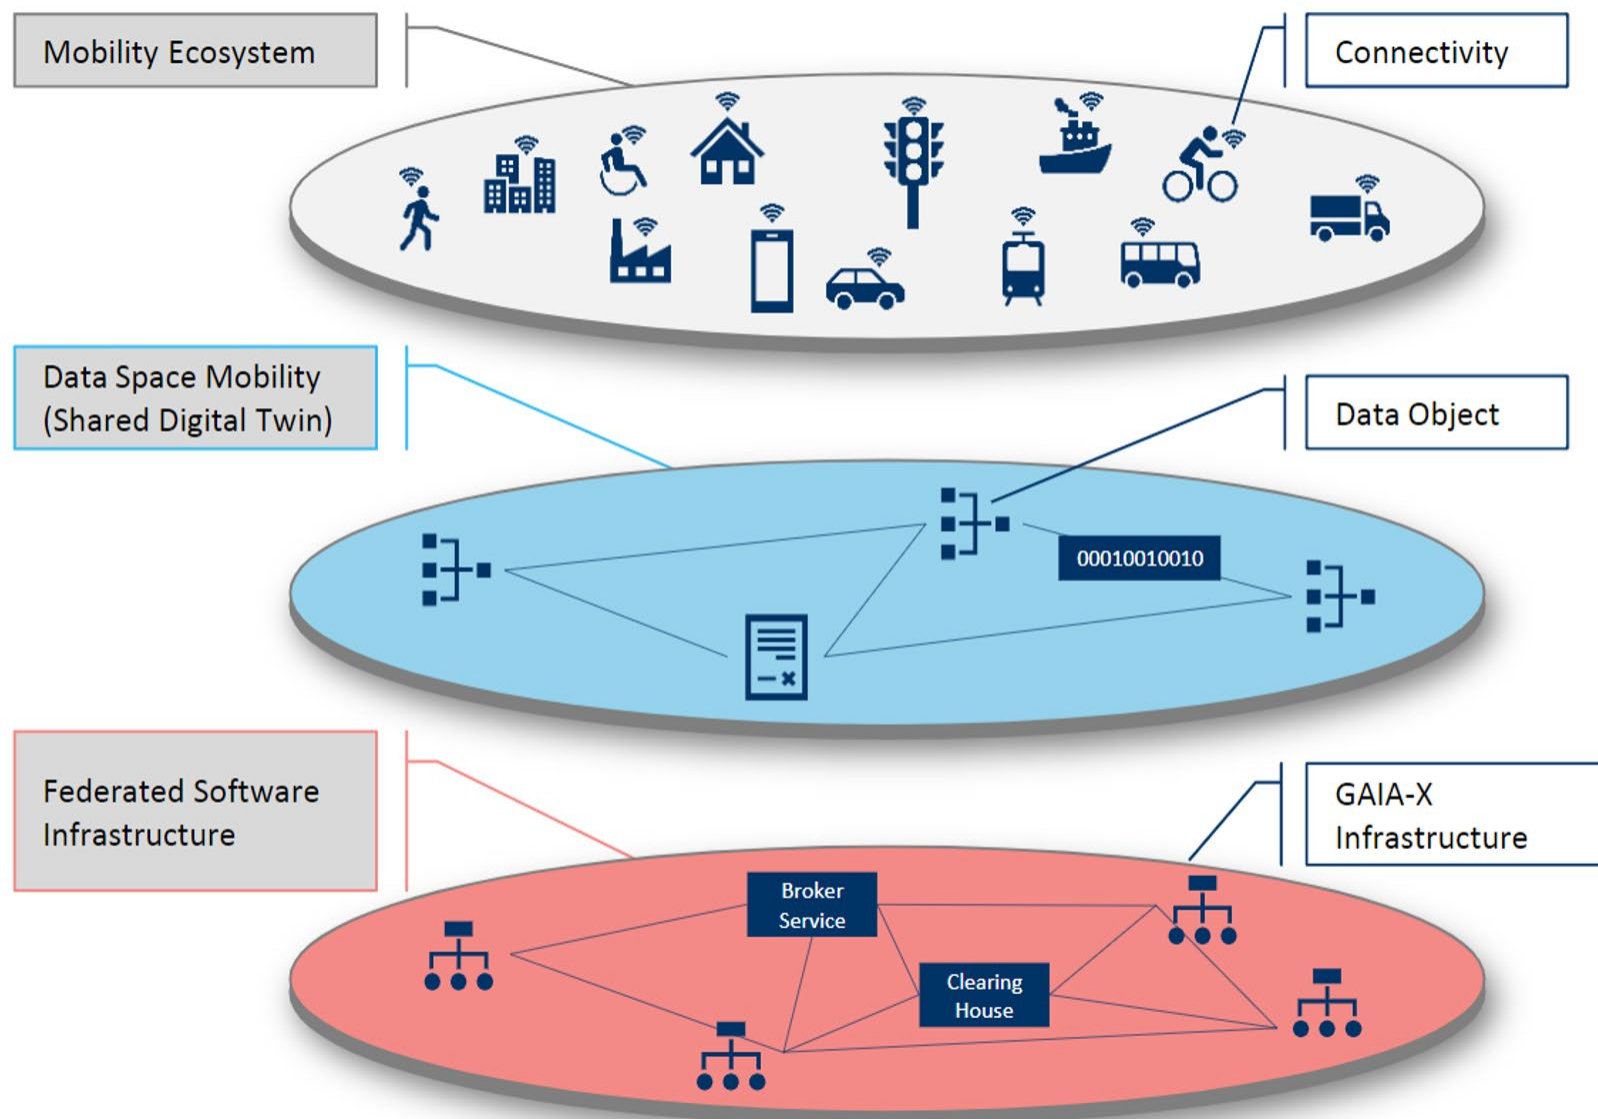 Mobility Ecosystem
Connectivity
Data Space Mobility
(Shared Digital Twin)
Data Object
00010010010
Federated Software
Infrastructure
GAIA-X
Infrastructure
Broker
Service
Clearing
House